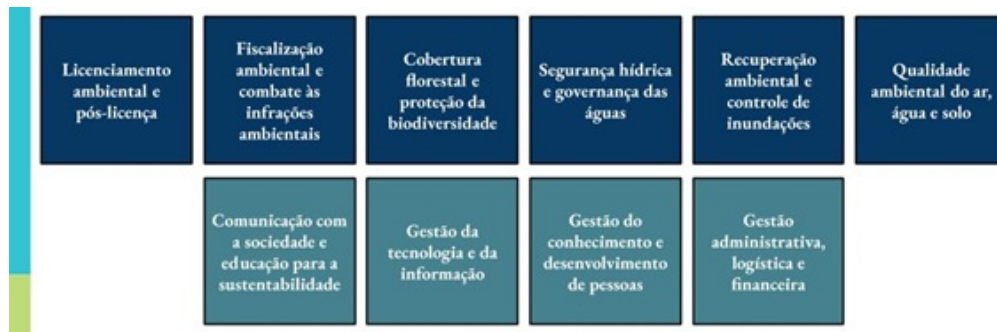 Licenciamento
ambiental e
pós-licença
Fiscalização
ambiental e
combate às
infrações
ambientais
Cobertura
florestal e
proteção da
biodiversidade
Segurança hídrica
e governança das
águas
Recuperação
ambiental e
controle de
inundações
Qualidade
ambiental do ar,
água e solo
Comunicação com
a sociedade e
educação para a
sustentabilidade
Gestão da
tecnologia e da
informação
Gestão do
conhecimento e
desenvolvimento
de pessoas
Gestão
administrativa,
logística e
financeira